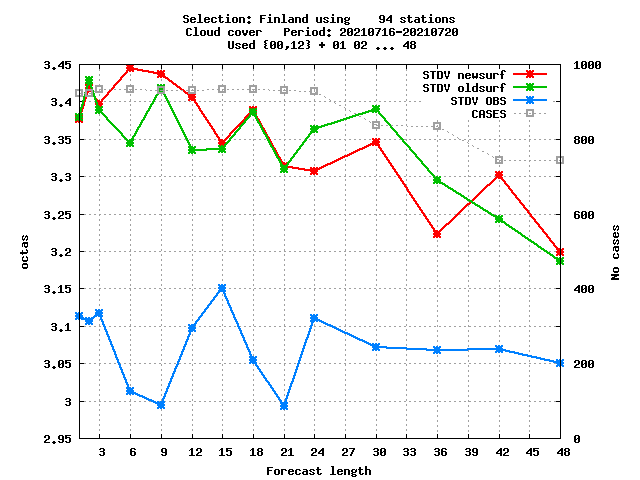 Selection: Finland using    94 stations
Cloud cover   Period: 20210716-20210720
Used {00,12} + 01 02 ... 48
STDV newsurf
STDV oldsurf
STDV OBS
CASES
3.45
3.4
3.35
3.3
3.25
3.2
3.15
3.1
3.05
3
2.95
octas
1000
800
600
400
200
0
No cases
3 6 9 12 15 18 21 24 27 30 33 36 39 42 45 48
Forecast length